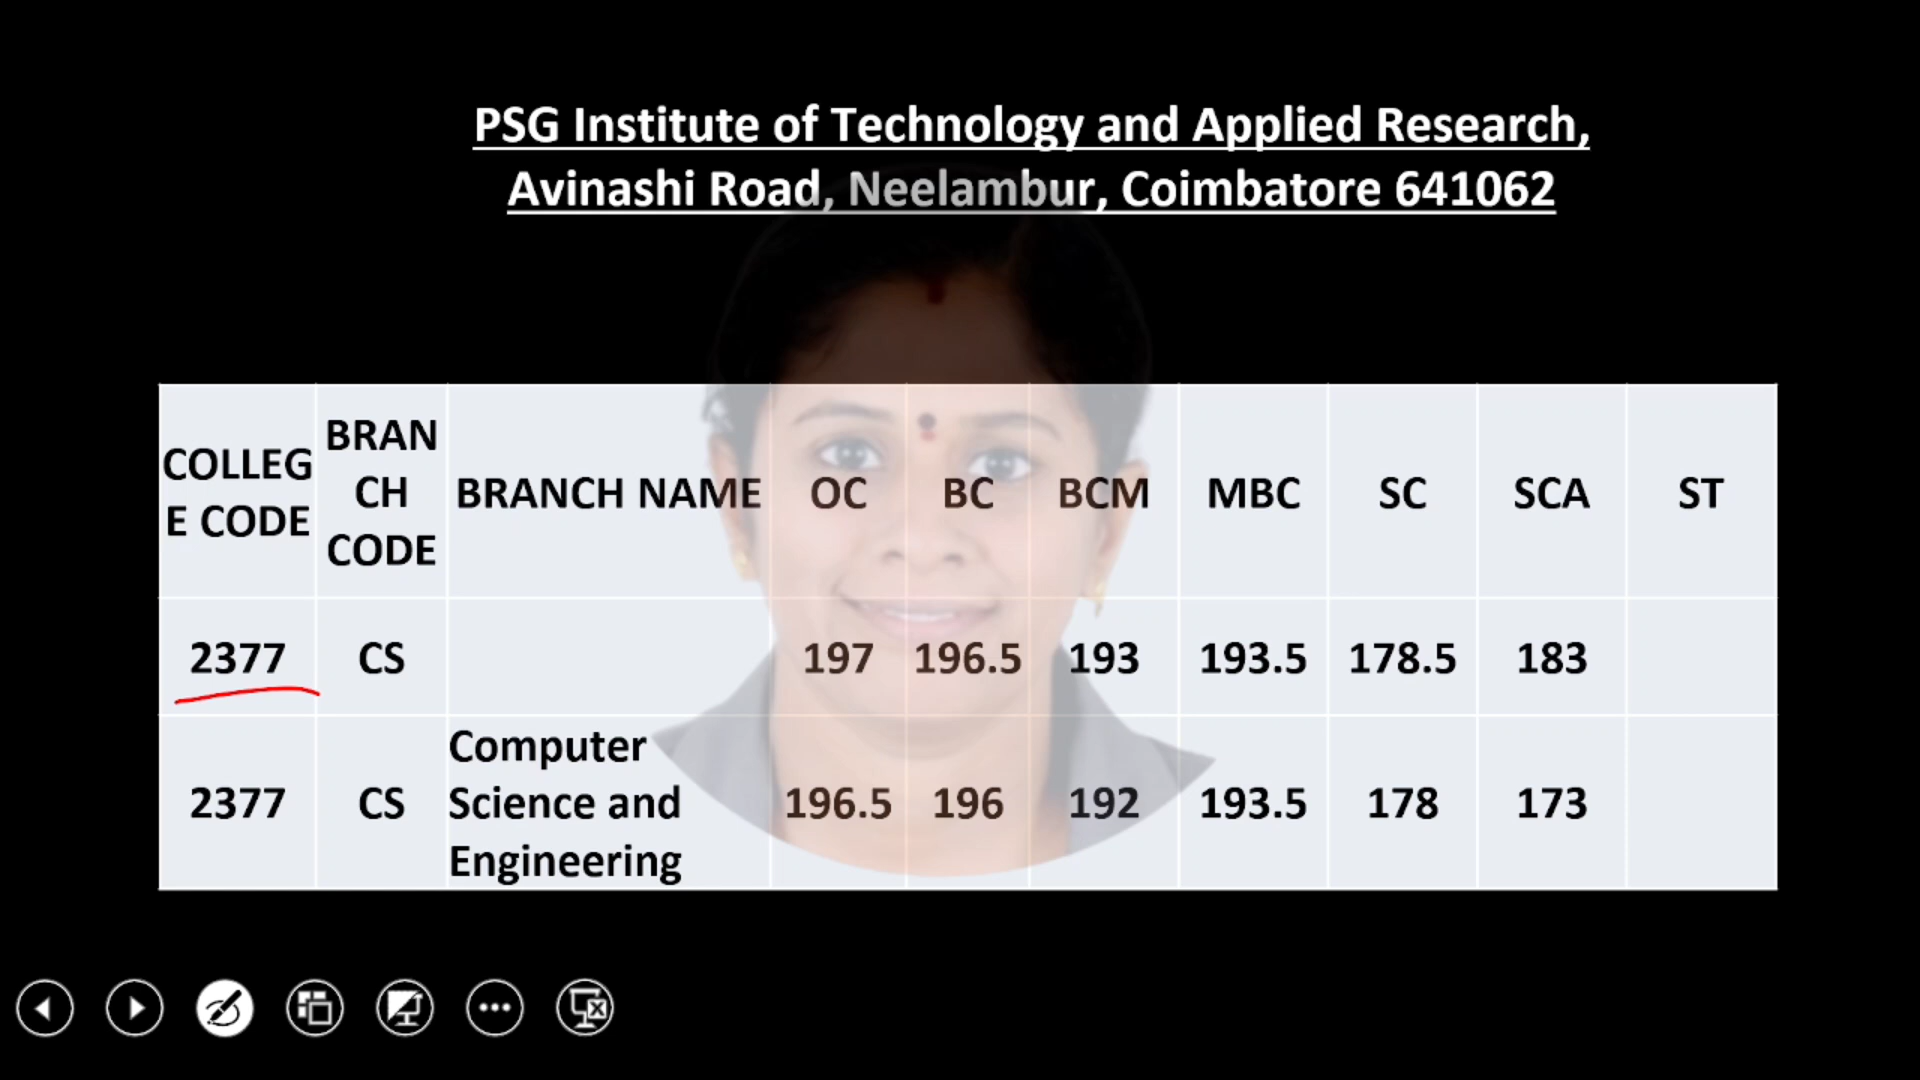 PSG Institute of Technology and Applied Research,
Avinashi Road, Neelambur, Coimbatore 641062
COLLEG
E CODE
BRAN
CH
CODE
BRANCH NAME
OC
BC
BCM
MBC
SC
SCA
ST
2377 CS 197 196.5 193 193.5 178.5 183
2377 CS
Computer
Science and
Engineering
196.5 196 192 193.5 178 173